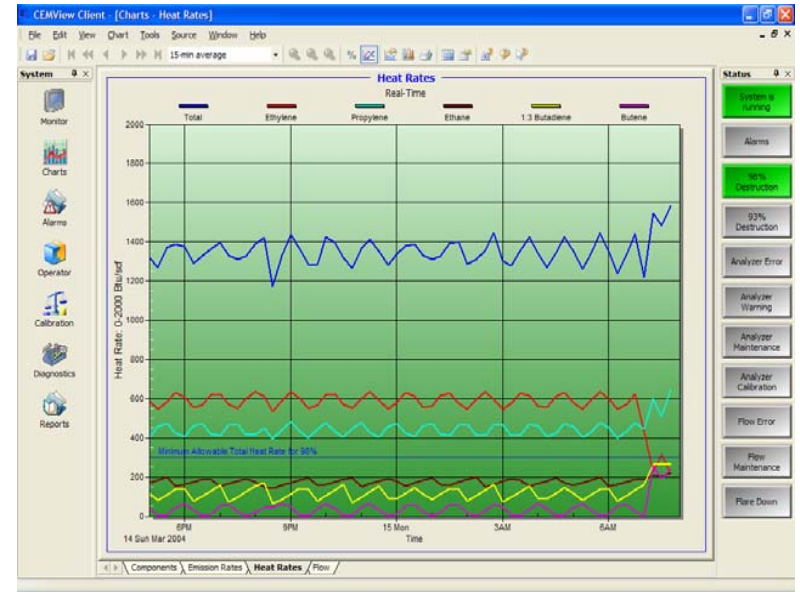 CEMView Client - [Charts - Heat Rates]
File Edit View Chart Tools Source Window Help
15-min average
System
Monitor
Charts
Alarms
Operator
Calibration
Diagnostics
Reports
Heat Rates
Real-Time
Total Ethylene Propylene Ethane 1:3 Butadiene Butene
2000
1800
1600
1400
1200
1000
800
600
400
200
0
Heat Rate: 0-2000 Btu/scf
Minimum Allowable Total Heat Rate for 98%
6PM 9PM 15 Mon 3AM 6AM
14 Sun Mar 2004
Time
Components Emission Rates Heat Rates Flow
Status
System is
running
Alarms
98%
Destruction
93%
Destruction
Analyzer Error
Analyzer
Warning
Analyzer
Maintenance
Analyzer
Calibration
Flow Error
Flow
Maintenance
Flare Down